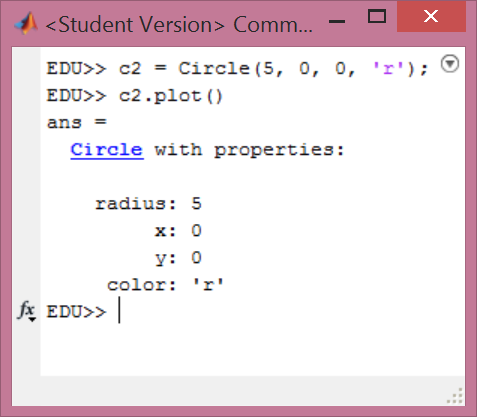 <Student Version> Comm...
EDU>> c2 = Circle(5, 0, 0, 'r');
EDU>> c2.plot()
ans =
Circle with properties:
radius: 5
x: 0
y: 0
color: 'r'
fx EDU>>